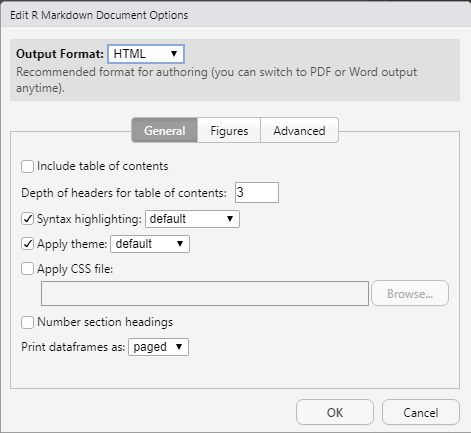 Edit R Markdown Document Options
Output Format: HTML
Recommended format for authoring (you can switch to PDF or Word output
anytime).
General Figures Advanced
Include table of contents
Depth of headers for table of contents: 3
Syntax highlighting: default
Apply theme: default
Apply CSS file:
Browse...
Number section headings
Print dataframes as: paged
OK Cancel